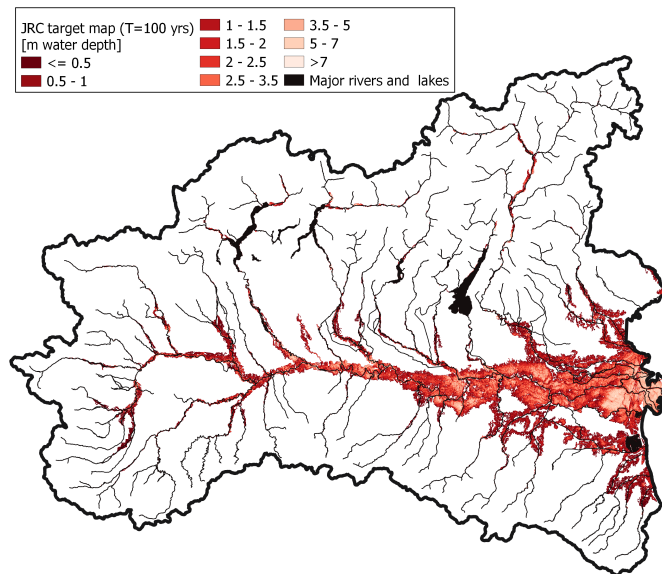 JRC target map (T=100 yrs)
[m water depth]
<= 0.5
0.5 - 1
1 - 1.5
1.5 - 2
2 - 2.5
2.5 - 3.5
3.5 - 5
5 - 7
>7
Major rivers and lakes